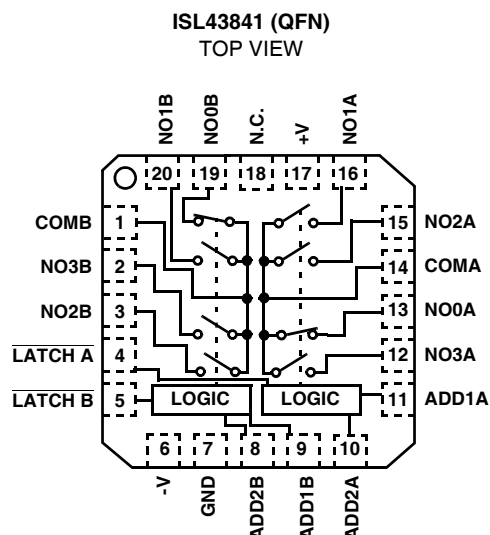 ISL43841 (QFN)
TOP VIEW
NO1B
NO0B
N.C.
+V
NO1A
20
19
18
17
16
COMB
1
15
NO2A
NO3B
2
14
COMA
NO2B
3
13
NO0A
LATCH A
4
12
NO3A
LATCH B
5
LOGIC
LOGIC
11
ADD1A
6
7
8
9
10
-V
GND
ADD2B
ADD1B
ADD2A